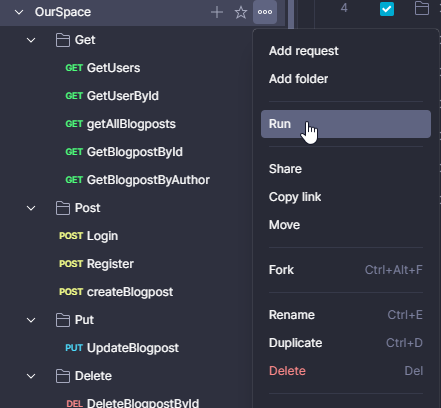 OurSpace
4
Get
GET GetUsers
GET GetUserById
GET getAllBlogposts
GET GetBlogpostById
GET GetBlogpostByAuthor
Post
POST Login
POST Register
POST createBlogpost
Put
PUT UpdateBlogpost
Delete
DEL DeleteBlogpostById
Add request
Add folder
Run
Share
Copy link
Move
Fork Ctrl+Alt+F
Rename Ctrl+E
Duplicate Ctrl+D
Delete Del